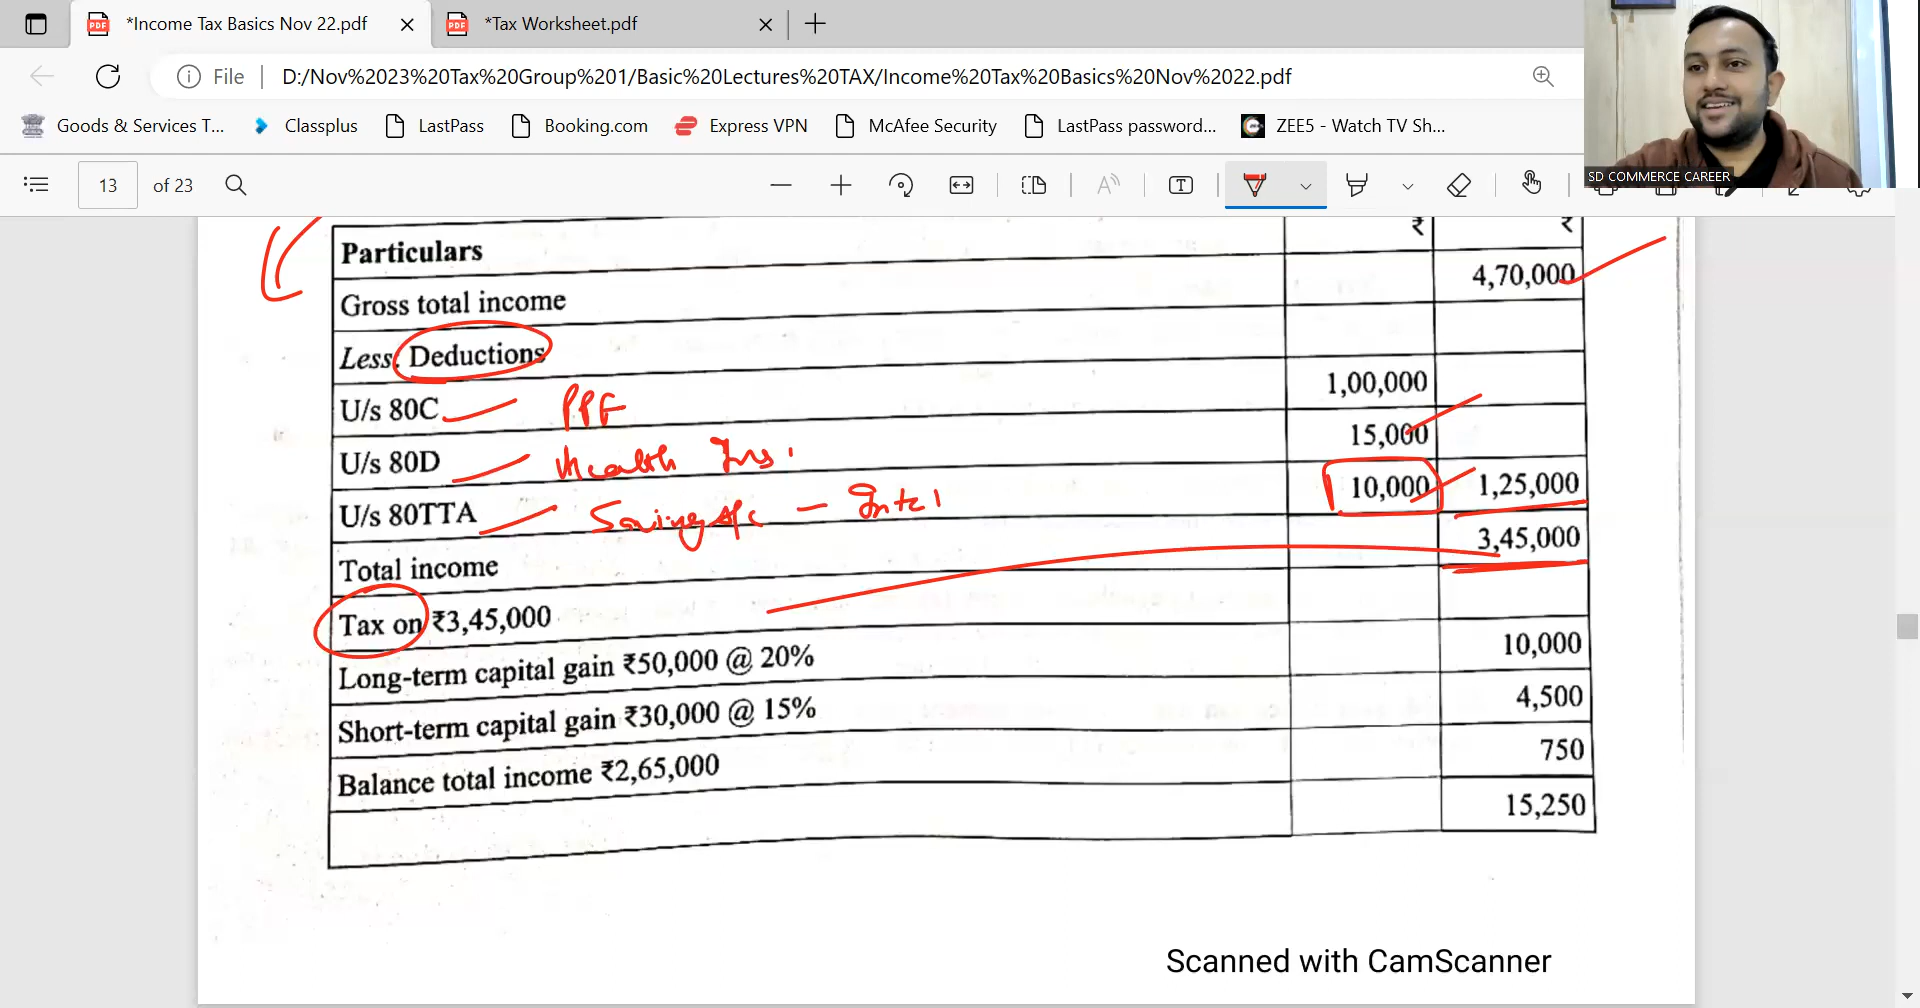 *Income Tax Basics Nov 22.pdf
*Tax Worksheet.pdf
File
D:/Nov%2023%20Tax%20Group%201/Basic%20Lectures%20TAX/Income%20Tax%20Basics%20Nov%2022.pdf
Goods & Services T...
Classplus
LastPass
Booking.com
Express VPN
McAfee Security
LastPass password...
ZEE5 - Watch TV Sh...
SD COMMERCE CAREER
13 of 23
Particulars ₹ ₹
Gross total income 4,70,000
Less: Deductions
U/s 80C PPF 1,00,000
U/s 80D Health Ins. 15,000
U/s 80TTA Saving A/c – Int 10,000 1,25,000
Total income 3,45,000
Tax on ₹3,45,000
Long-term capital gain ₹50,000 @ 20% 10,000
Short-term capital gain ₹30,000 @ 15% 4,500
Balance total income ₹2,65,000 750
15,250
Scanned with CamScanner